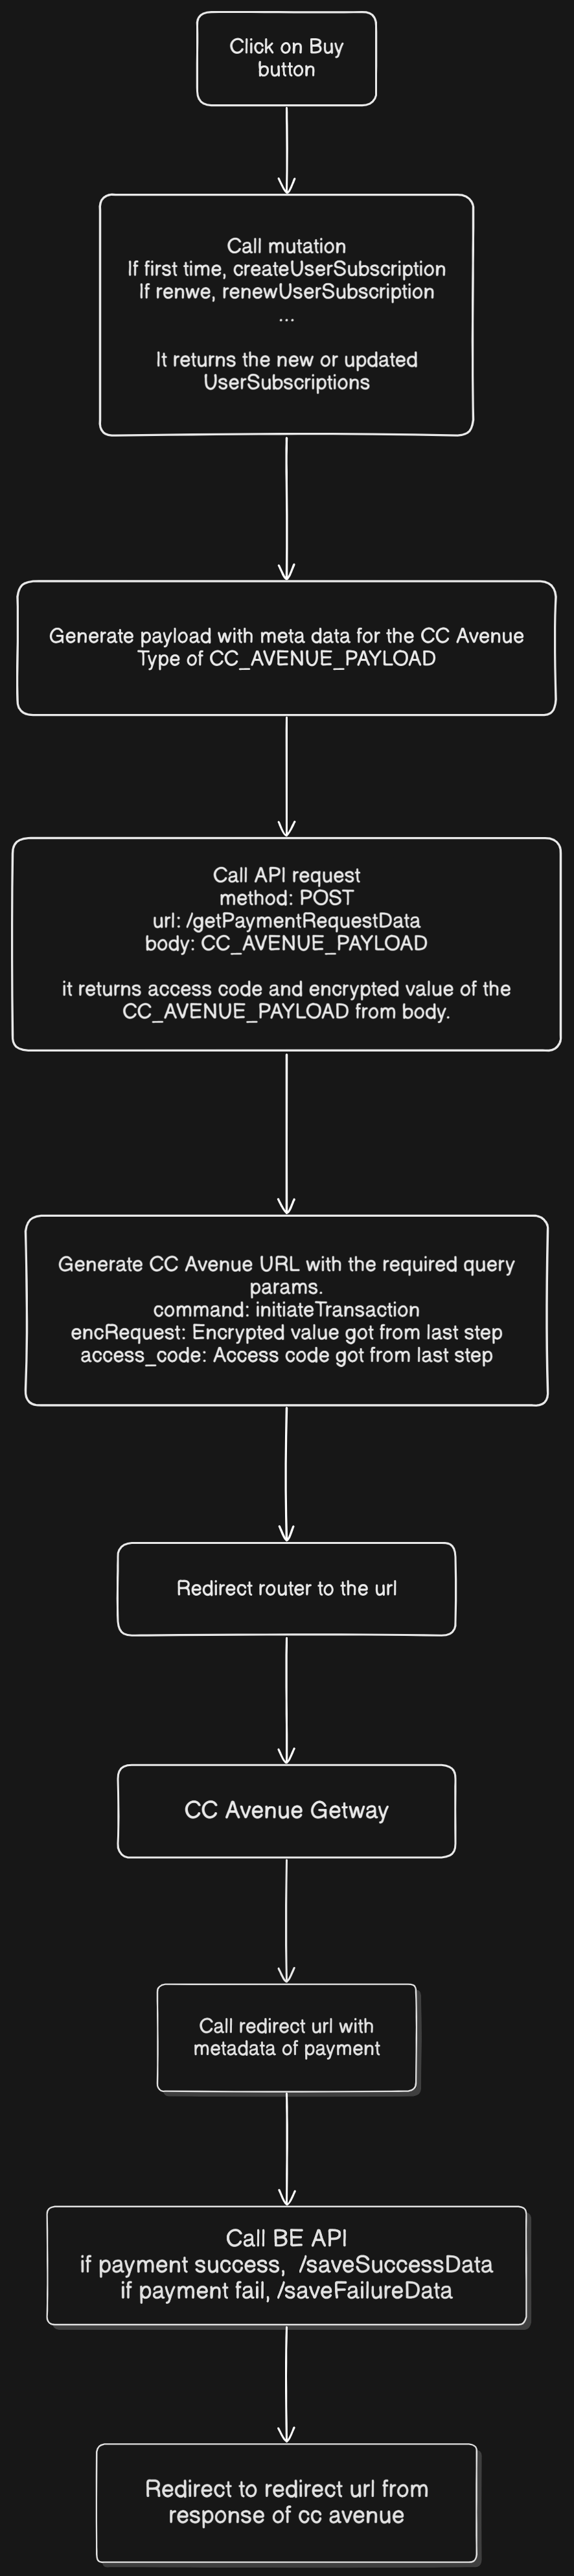 Click on Buy
button
Call mutation
If first time, createUserSubscription
If renwe, renewUserSubscription
...
It returns the new or updated
UserSubscriptions
Generate payload with meta data for the CC Avenue
Type of CC_AVENUE_PAYLOAD
Call API request
method: POST
url: /getPaymentRequestData
body: CC_AVENUE_PAYLOAD
it returns access code and encrypted value of the
CC_AVENUE_PAYLOAD from body.
Generate CC Avenue URL with the required query
params.
command: initiateTransaction
encRequest: Encrypted value got from last step
access_code: Access code got from last step
Redirect router to the url
CC Avenue Getway
Call redirect url with
metadata of payment
Call BE API
if payment success,  /saveSuccessData
if payment fail, /saveFailureData
Redirect to redirect url from
response of cc avenue